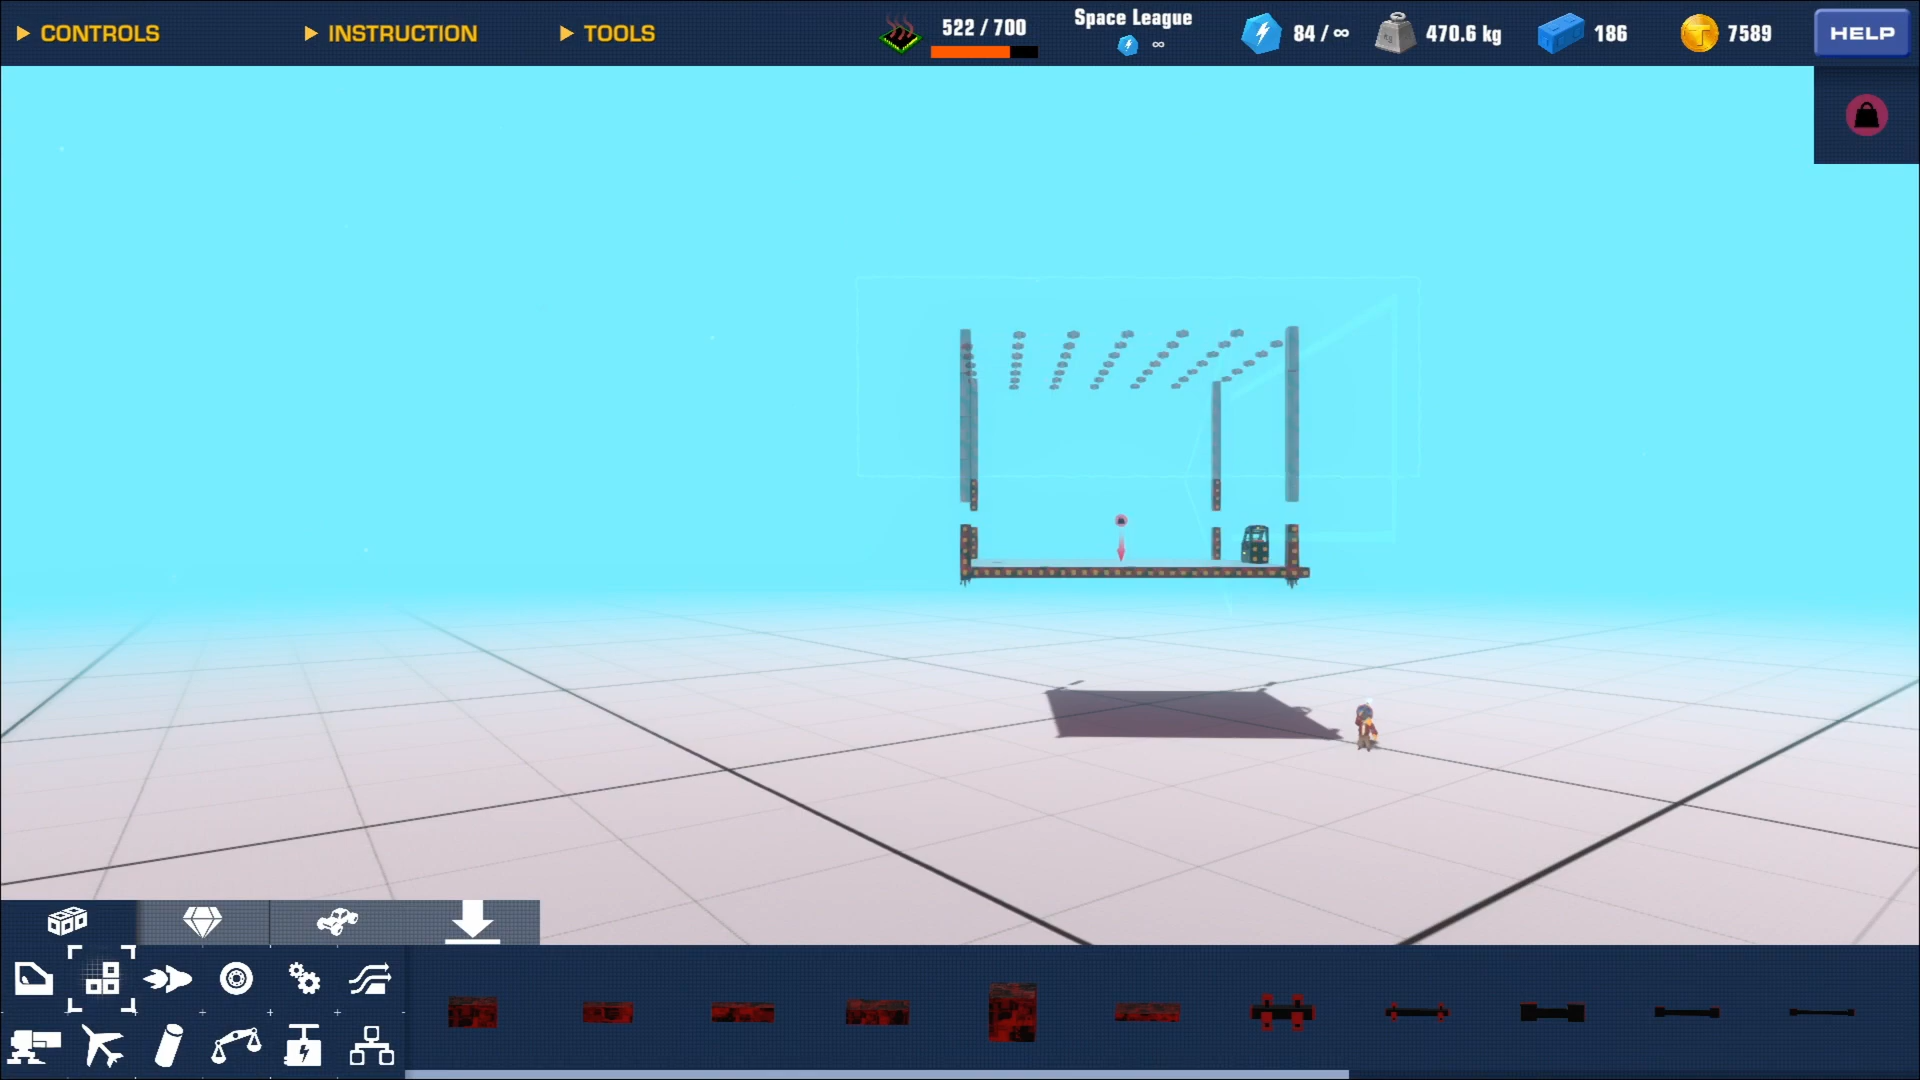 CONTROLS
INSTRUCTION
TOOLS
522 / 700
Space League
∞
84 / ∞
470.6 kg
186
7589
HELP